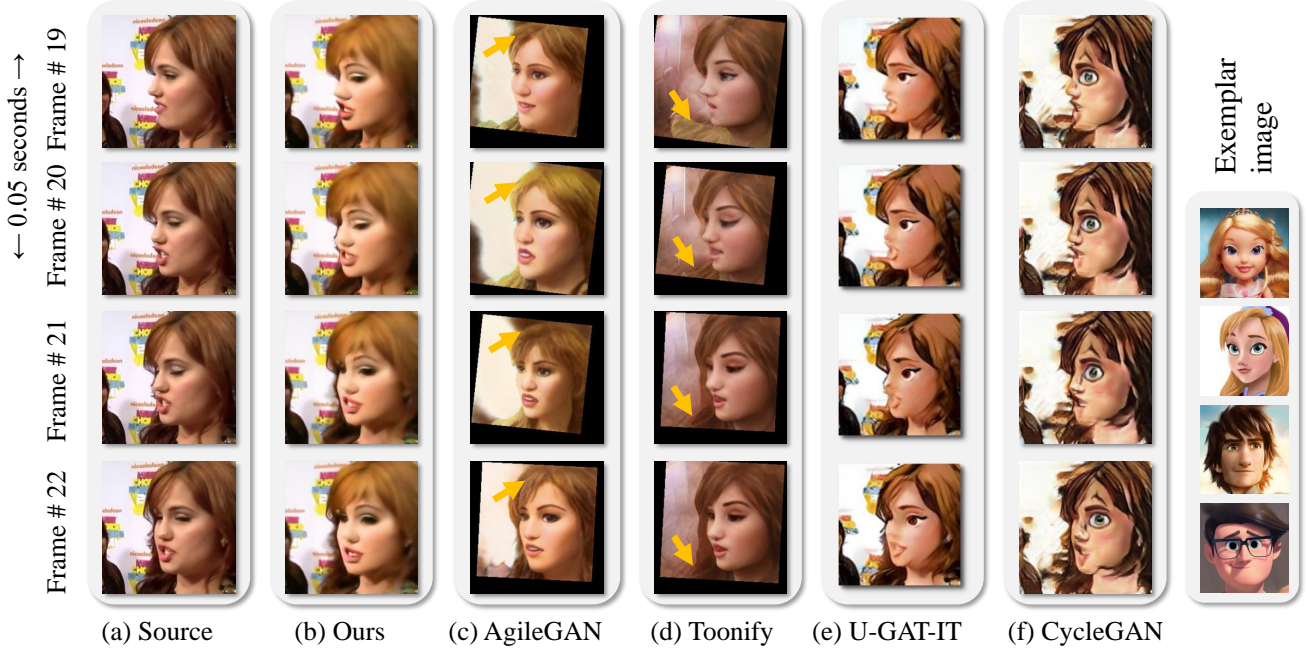 ← 0.05 seconds →
Frame # 19
Frame # 20
Frame # 21
Frame # 22
Exemplar
image
(a) Source
(b) Ours
(c) AgileGAN
(d) Toonify
(e) U-GAT-IT
(f) CycleGAN